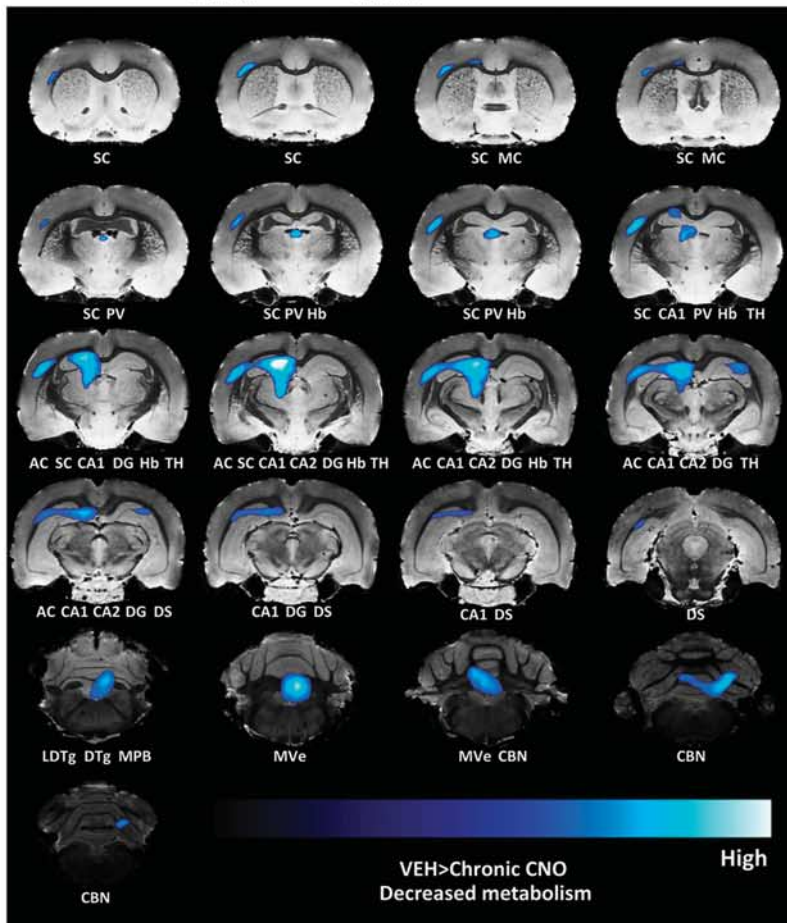 SC
SC
SC MC
SC MC
SC PV
SC PV Hb
SC PV Hb
SC CA1 PV Hb TH
AC SC CA1 DG Hb TH
AC SC CA1 CA2 DG Hb TH
AC CA1 CA2 DG Hb TH
AC CA1 CA2 DG TH
AC CA1 CA2 DG DS
CA1 DG DS
CA1 DS
DS
LDTg DTg MPB
MVe
MVe CBN
CBN
CBN
High
VEH>Chronic CNO
Decreased metabolism